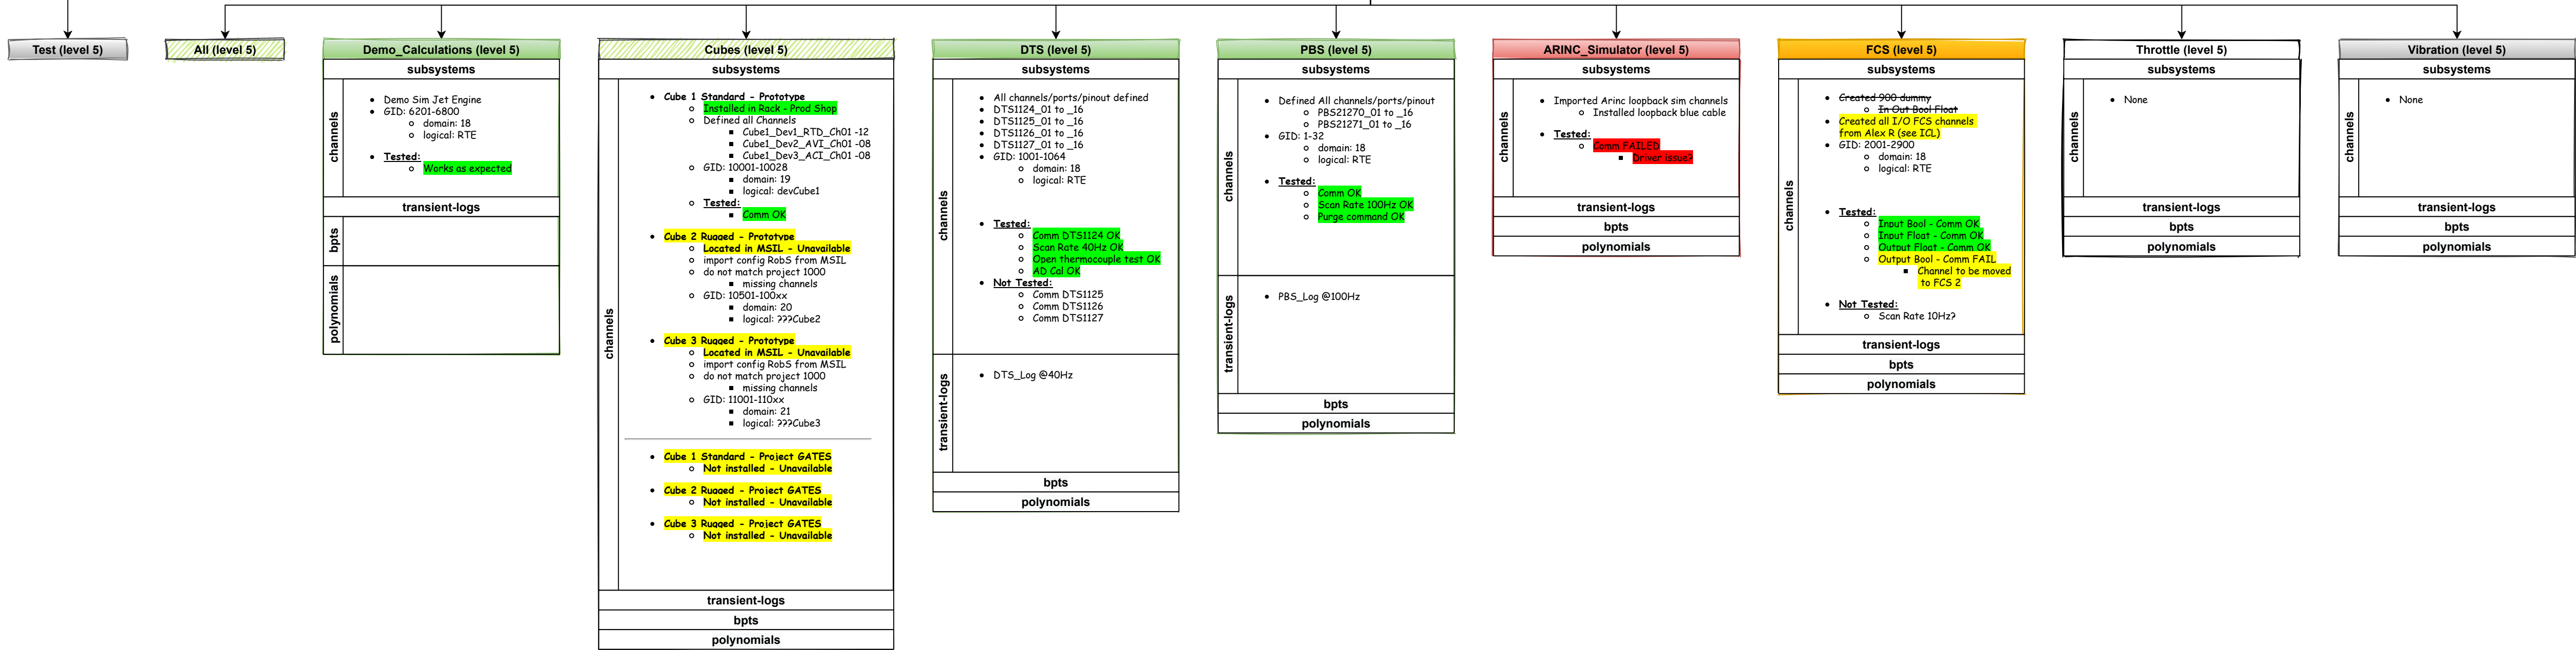 Test (level 5)
All (level 5)
Demo_Calculations (level 5)
subsystems
channels
• Demo Sim Jet Engine
• GID: 6201-6800
○ domain: 18
○ logical: RTE
• Tested:
○ Works as expected
transient-logs
bpts
polynomials
Cubes (level 5)
subsystems
channels
• Cube 1 Standard - Prototype
○ Installed in Rack - Prod Shop
○ Defined all Channels
▪ Cube1_Dev1_RTD_Ch01 -12
▪ Cube1_Dev2_AVI_Ch01 -08
▪ Cube1_Dev3_ACI_Ch01 -08
○ GID: 10001-10028
▪ domain: 19
▪ logical: devCube1
○ Tested:
▪ Comm OK
• Cube 2 Rugged - Prototype
○ Located in MSIL - Unavailable
○ import config RobS from MSIL
○ do not match project 1000
▪ missing channels
○ GID: 10501-100xx
▪ domain: 20
▪ logical: ???Cube2
• Cube 3 Rugged - Prototype
○ Located in MSIL - Unavailable
○ import config RobS from MSIL
○ do not match project 1000
▪ missing channels
○ GID: 11001-110xx
▪ domain: 21
▪ logical: ???Cube3
• Cube 1 Standard - Project GATES
○ Not installed - Unavailable
• Cube 2 Rugged - Project GATES
○ Not installed - Unavailable
• Cube 3 Rugged - Project GATES
○ Not installed - Unavailable
transient-logs
bpts
polynomials
DTS (level 5)
subsystems
channels
• All channels/ports/pinout defined
• DTS1124_01 to _16
• DTS1125_01 to _16
• DTS1126_01 to _16
• DTS1127_01 to _16
• GID: 1001-1064
○ domain: 18
○ logical: RTE
• Tested:
○ Comm DTS1124 OK
○ Scan Rate 40Hz OK
○ Open thermocouple test OK
○ AD Cal OK
• Not Tested:
○ Comm DTS1125
○ Comm DTS1126
○ Comm DTS1127
transient-logs
• DTS_Log @40Hz
bpts
polynomials
PBS (level 5)
subsystems
channels
• Defined All channels/ports/pinout
○ PBS21270_01 to _16
○ PBS21271_01 to _16
• GID: 1-32
○ domain: 18
○ logical: RTE
• Tested:
○ Comm OK
○ Scan Rate 100Hz OK
○ Purge command OK
transient-logs
• PBS_Log @100Hz
bpts
polynomials
ARINC_Simulator (level 5)
subsystems
channels
• Imported Arinc loopback sim channels
○ Installed loopback blue cable
• Tested:
○ Comm FAILED
▪ Driver issue?
transient-logs
bpts
polynomials
FCS (level 5)
subsystems
channels
• Created 900 dummy
○ In Out Bool Float
• Created all I/O FCS channels
from Alex R (see ICL)
• GID: 2001-2900
○ domain: 18
○ logical: RTE
• Tested:
○ Input Bool - Comm OK
○ Input Float - Comm OK
○ Output Float - Comm OK
○ Output Bool - Comm FAIL
▪ Channel to be moved
to FCS 2
• Not Tested:
○ Scan Rate 10Hz?
transient-logs
bpts
polynomials
Throttle (level 5)
subsystems
channels
• None
transient-logs
bpts
polynomials
Vibration (level 5)
subsystems
channels
• None
transient-logs
bpts
polynomials